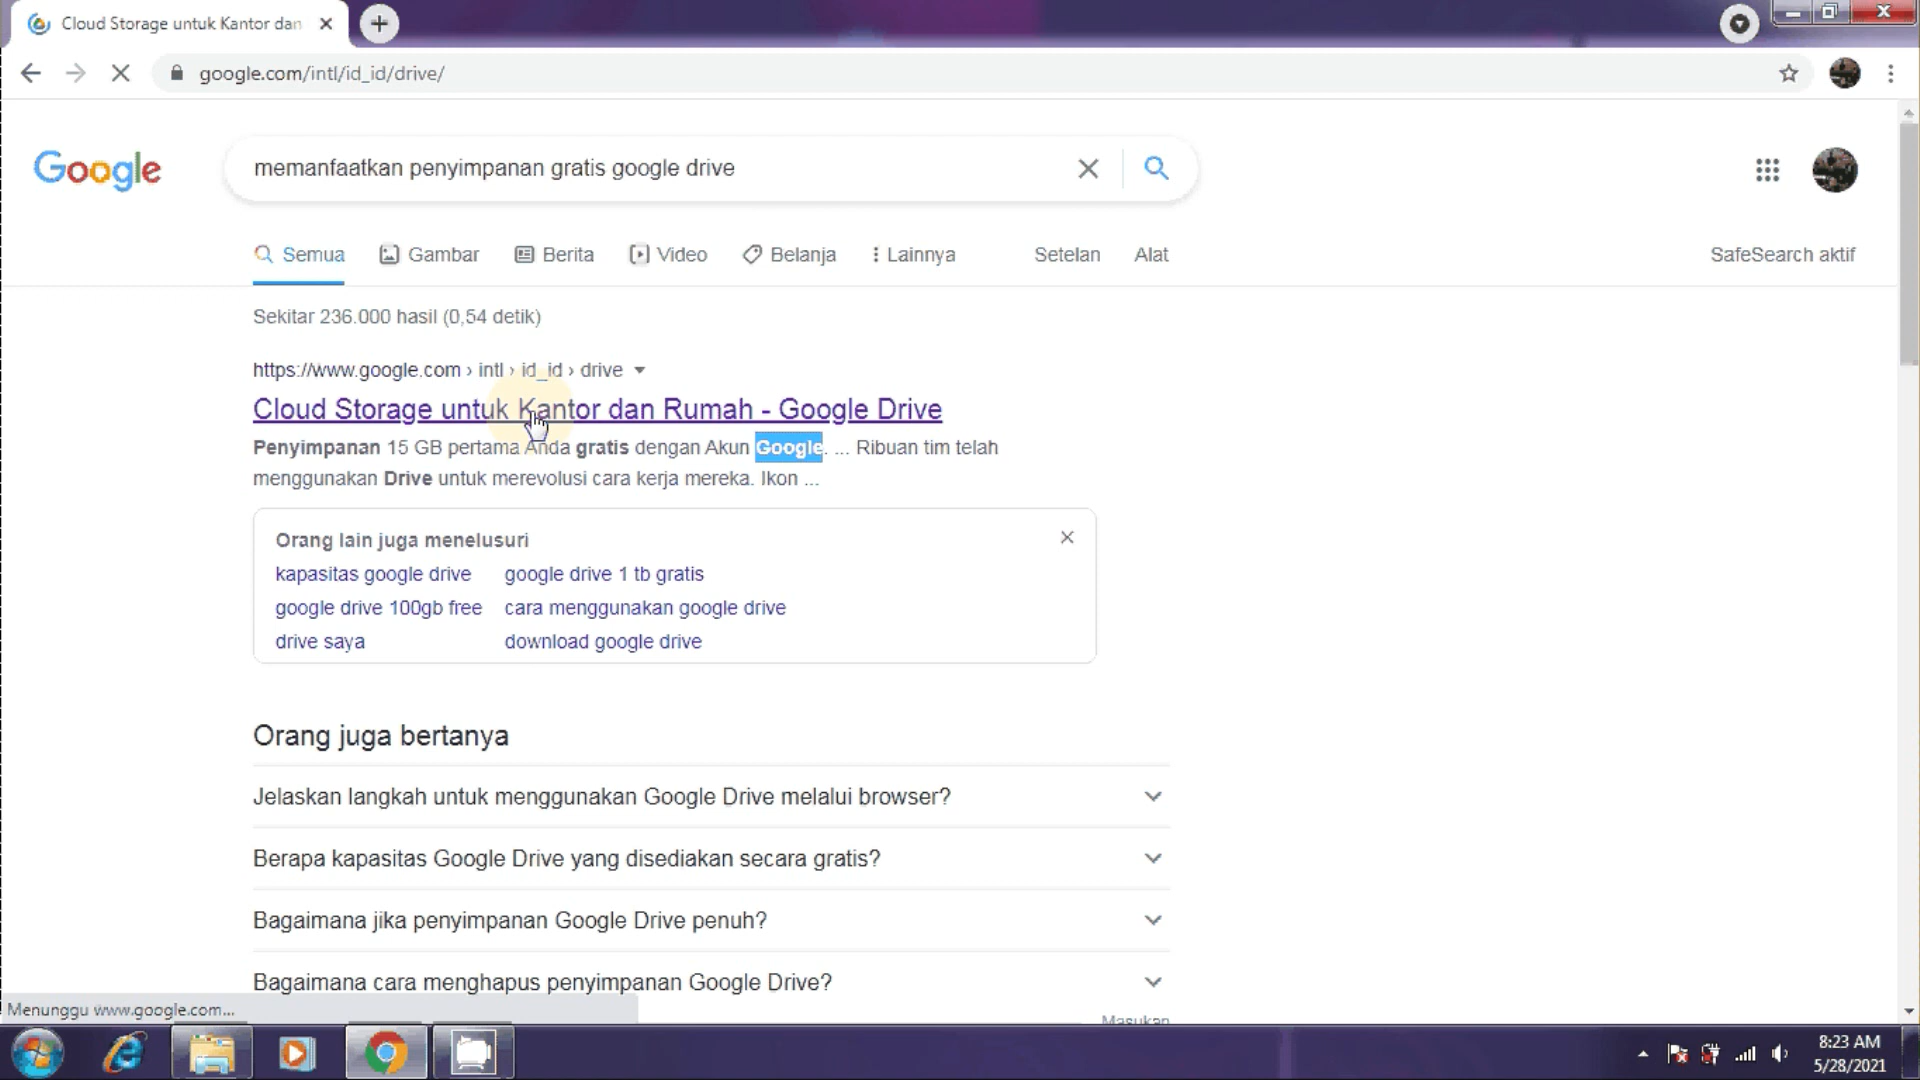 Cloud Storage untuk Kantor dan
google.com/intl/id_id/drive/
Google
memanfaatkan penyimpanan gratis google drive
Semua Gambar Berita Video Belanja Lainnya Setelan Alat SafeSearch aktif
Sekitar 236.000 hasil (0,54 detik)
https://www.google.com › intl › id_id › drive
Cloud Storage untuk Kantor dan Rumah - Google Drive
Penyimpanan 15 GB pertama Anda gratis dengan Akun Google. ... Ribuan tim telah
menggunakan Drive untuk merevolusi cara kerja mereka. Ikon ...
Orang lain juga menelusuri
kapasitas google drive google drive 1 tb gratis
google drive 100gb free cara menggunakan google drive
drive saya download google drive
Orang juga bertanya
Jelaskan langkah untuk menggunakan Google Drive melalui browser?
Berapa kapasitas Google Drive yang disediakan secara gratis?
Bagaimana jika penyimpanan Google Drive penuh?
Bagaimana cara menghapus penyimpanan Google Drive?
Masukan
Menunggu www.google.com...
8:23 AM
5/28/2021